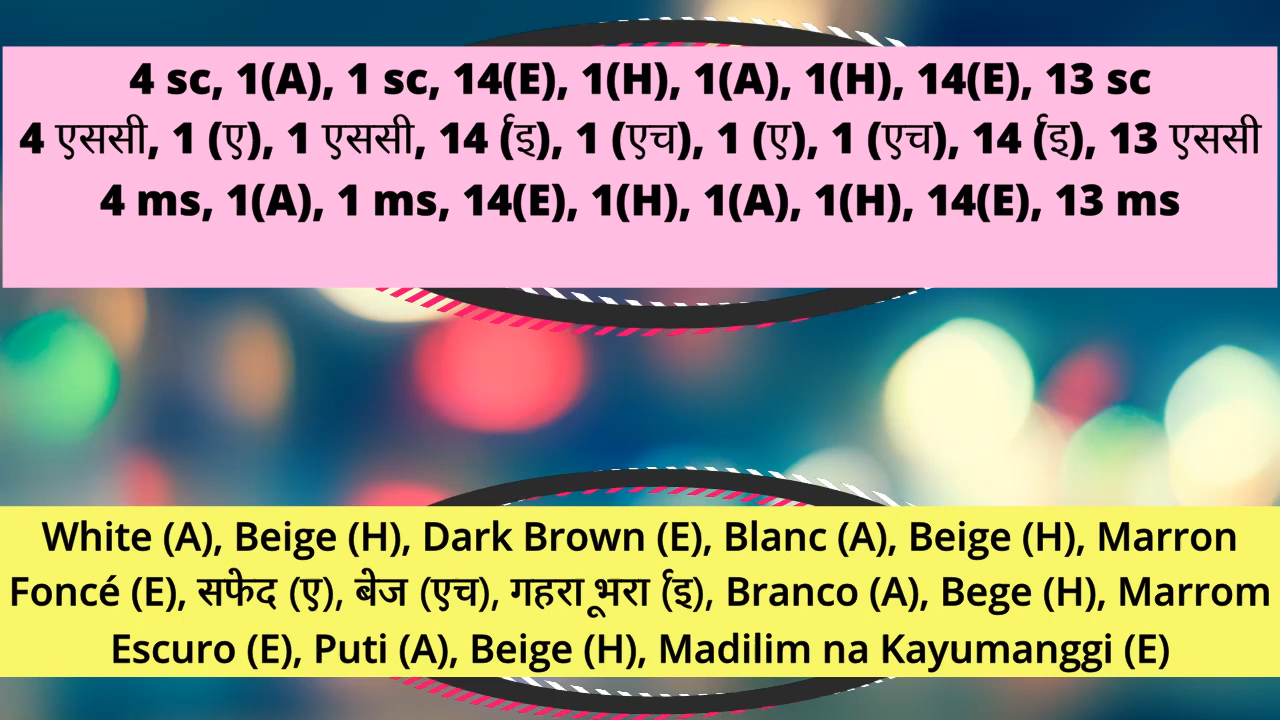 4 sc, 1(A), 1 sc, 14(E), 1(H), 1(A), 1(H), 14(E), 13 sc
4 एससी, 1 (ए), 1 एससी, 14 (इ), 1 (एच), 1 (ए), 1 (एच), 14 (इ), 13 एससी
4 ms, 1(A), 1 ms, 14(E), 1(H), 1(A), 1(H), 14(E), 13 ms
White (A), Beige (H), Dark Brown (E), Blanc (A), Beige (H), Marron
Foncé (E), सफेद (ए), बेज (एच), गहरा भूरा (इ), Branco (A), Bege (H), Marrom
Escuro (E), Puti (A), Beige (H), Madilim na Kayumanggi (E)